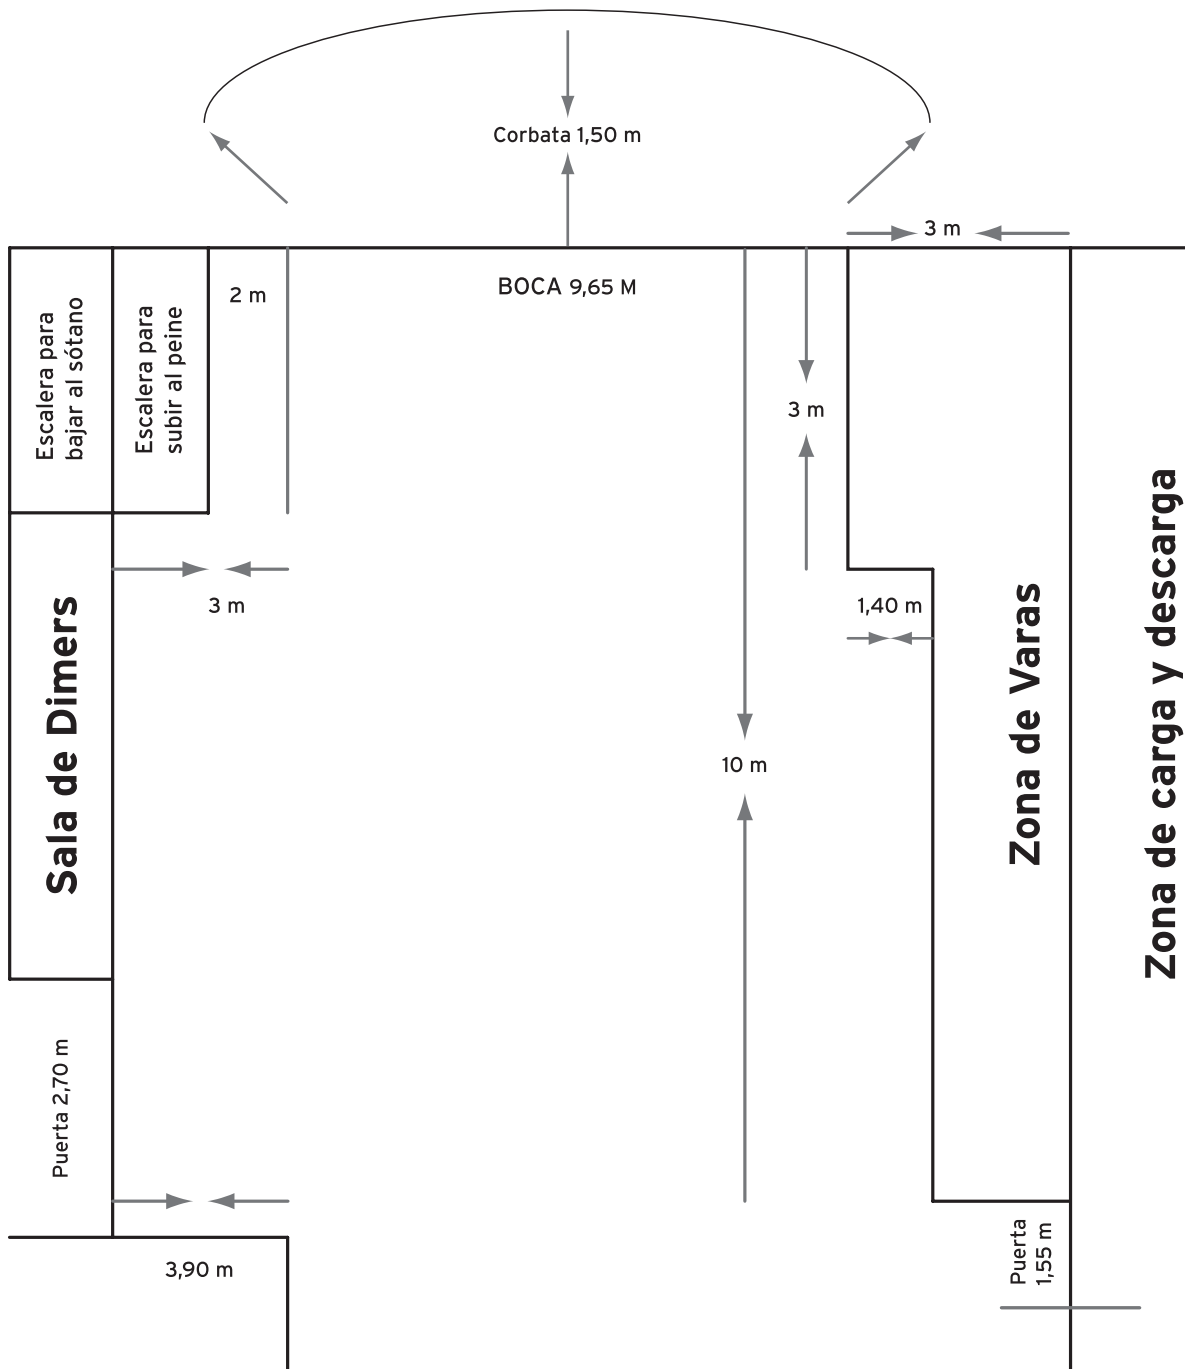 Corbata 1,50 m
3 m
BOCA 9,65 M
2 m
Escalera para
bajar al sótano
Escalera para
subir al peine
3 m
3 m
1,40 m
Sala de Dimers
Zona de Varas
Zona de carga y descarga
10 m
Puerta 2,70 m
3,90 m
Puerta
1,55 m